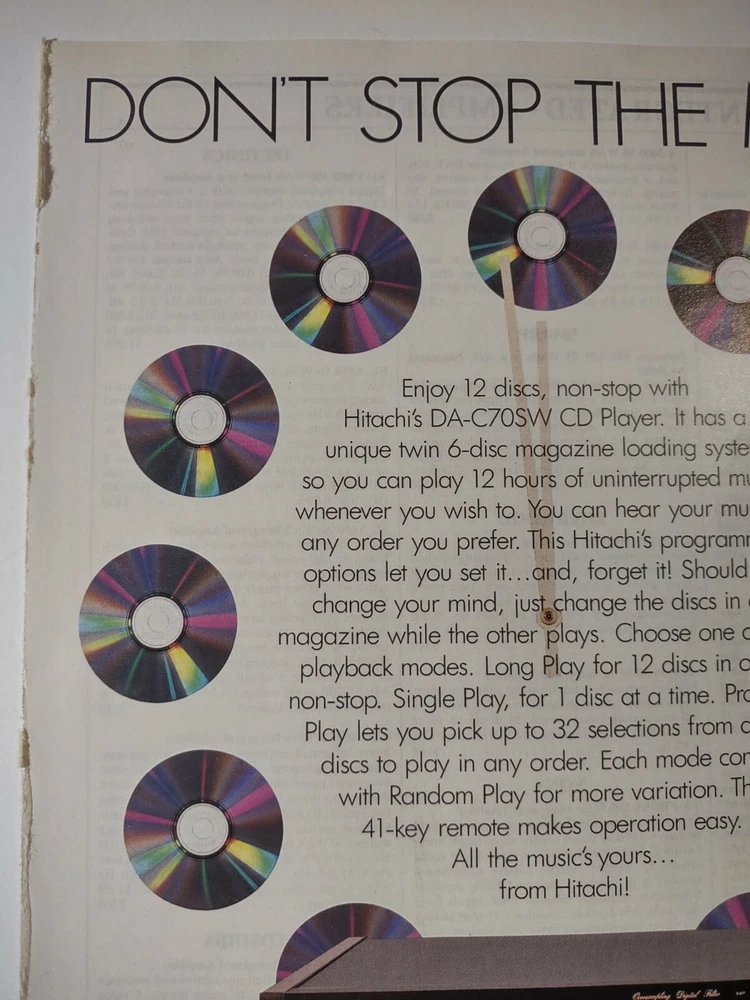 DON'T STOP THE
Enjoy 12 discs, non-stop with
Hitachi's DA-C70SW CD Player. It has a
unique twin 6-disc magazine loading syste
so you can play 12 hours of uninterrupted mu
whenever you wish to. You can hear your mu
any order you prefer. This Hitachi's programm
options let you set it...and, forget it! Should
change your mind, just change the discs in
magazine while the other plays. Choose one
playback modes. Long Play for 12 discs in o
non-stop. Single Play, for 1 disc at a time. Pro
Play lets you pick up to 32 selections from
discs to play in any order. Each mode con
with Random Play for more variation. Th
41-key remote makes operation easy.
All the music's yours...
from Hitachi!
Oversampling Digital Filter